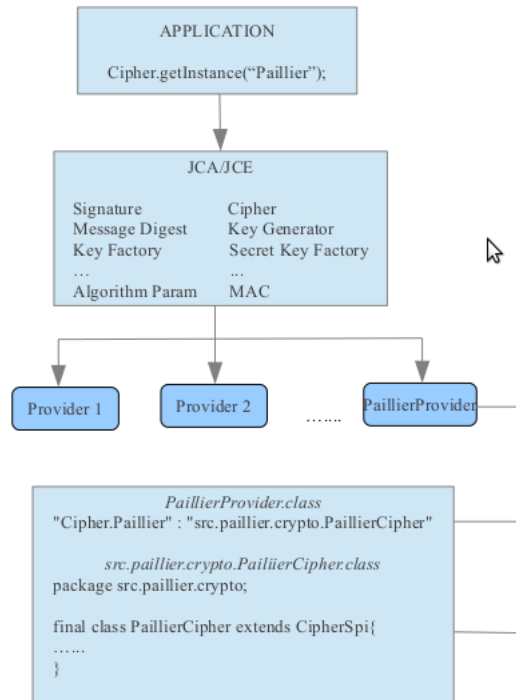 APPLICATION
Cipher.getInstance(“Paillier”);
JCA/JCE
Signature Cipher
Message Digest Key Generator
Key Factory Secret Key Factory
... ...
Algorithm Param MAC
Provider 1 Provider 2 ....... PaillierProvider
PaillierProvider.class
"Cipher.Paillier" : "src.paillier.crypto.PaillierCipher"
src.paillier.crypto.PailiierCipher.class
package src.paillier.crypto;
final class PaillierCipher extends CipherSpi{
......
}